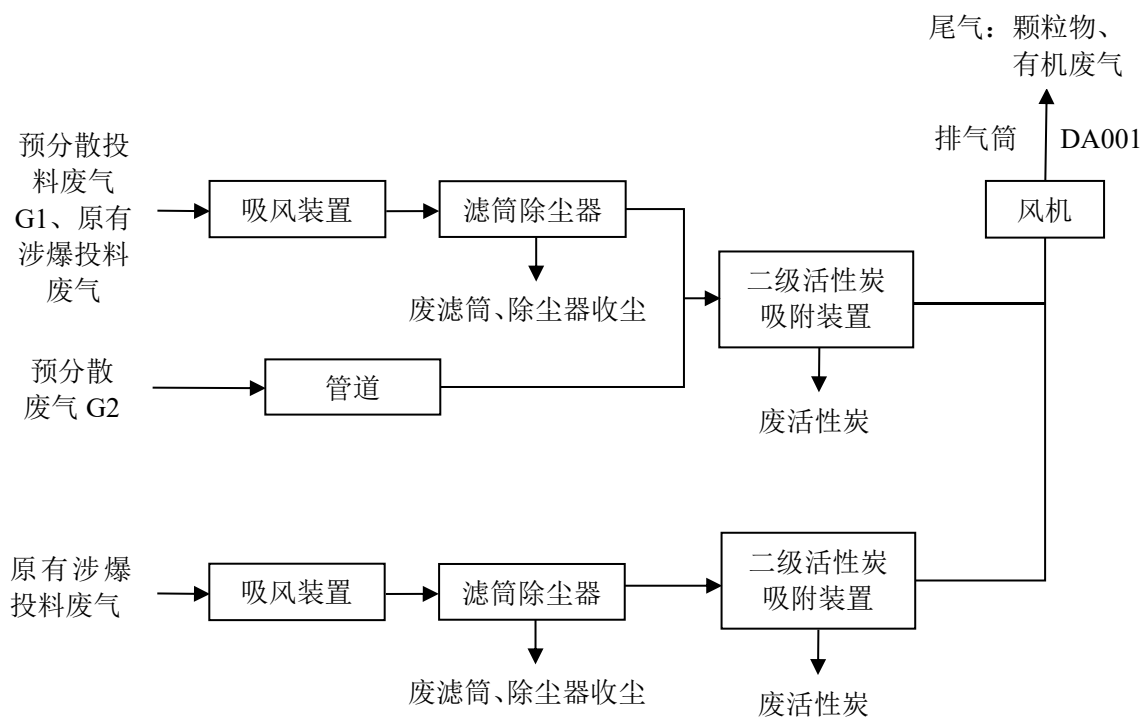 尾气：颗粒物、
有机废气
排气筒 DA001
风机
预分散投
料废气
G1、原有
涉爆投料
废气
吸风装置
滤筒除尘器
废滤筒、除尘器收尘
二级活性炭
吸附装置
废活性炭
预分散
废气 G2
管道
原有涉爆
投料废气
吸风装置
滤筒除尘器
废滤筒、除尘器收尘
二级活性炭
吸附装置
废活性炭